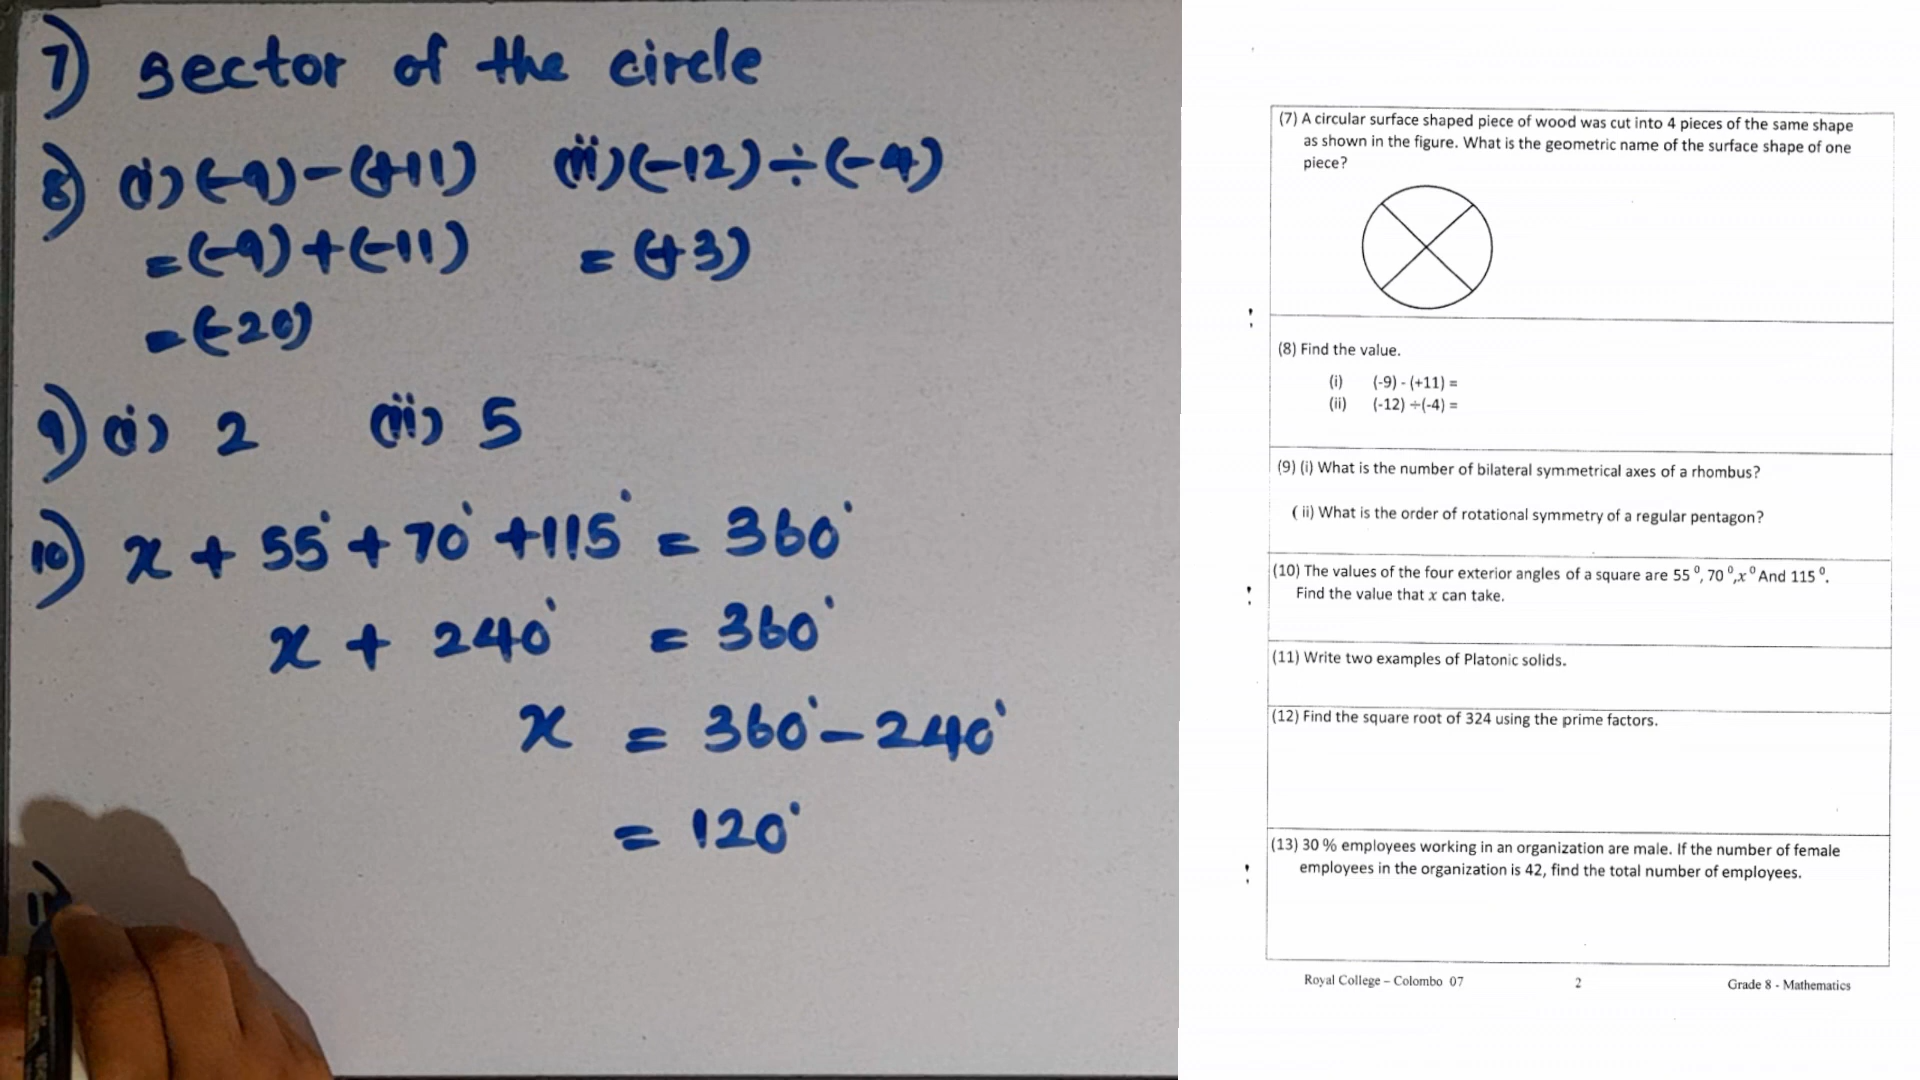 7) sector of the circle
8) (i) (-9)-(+11) (ii) (-12)÷(-4)
=(-9)+(-11) = (+3)
=(-20)
9) (i) 2 (ii) 5
10) x + 55° + 70° + 115° = 360°
x + 240° = 360°
x = 360° - 240°
= 120°
11
(7) A circular surface shaped piece of wood was cut into 4 pieces of the same shape
as shown in the figure. What is the geometric name of the surface shape of one
piece?
(8) Find the value.
(i) (-9) - (+11) =
(ii) (-12) ÷(-4) =
(9) (i) What is the number of bilateral symmetrical axes of a rhombus?
( ii) What is the order of rotational symmetry of a regular pentagon?
(10) The values of the four exterior angles of a square are 55 ⁰, 70 ⁰,x ⁰ And 115 ⁰.
Find the value that x can take.
(11) Write two examples of Platonic solids.
(12) Find the square root of 324 using the prime factors.
(13) 30 % employees working in an organization are male. If the number of female
employees in the organization is 42, find the total number of employees.
Royal College – Colombo 07 2 Grade 8 - Mathematics